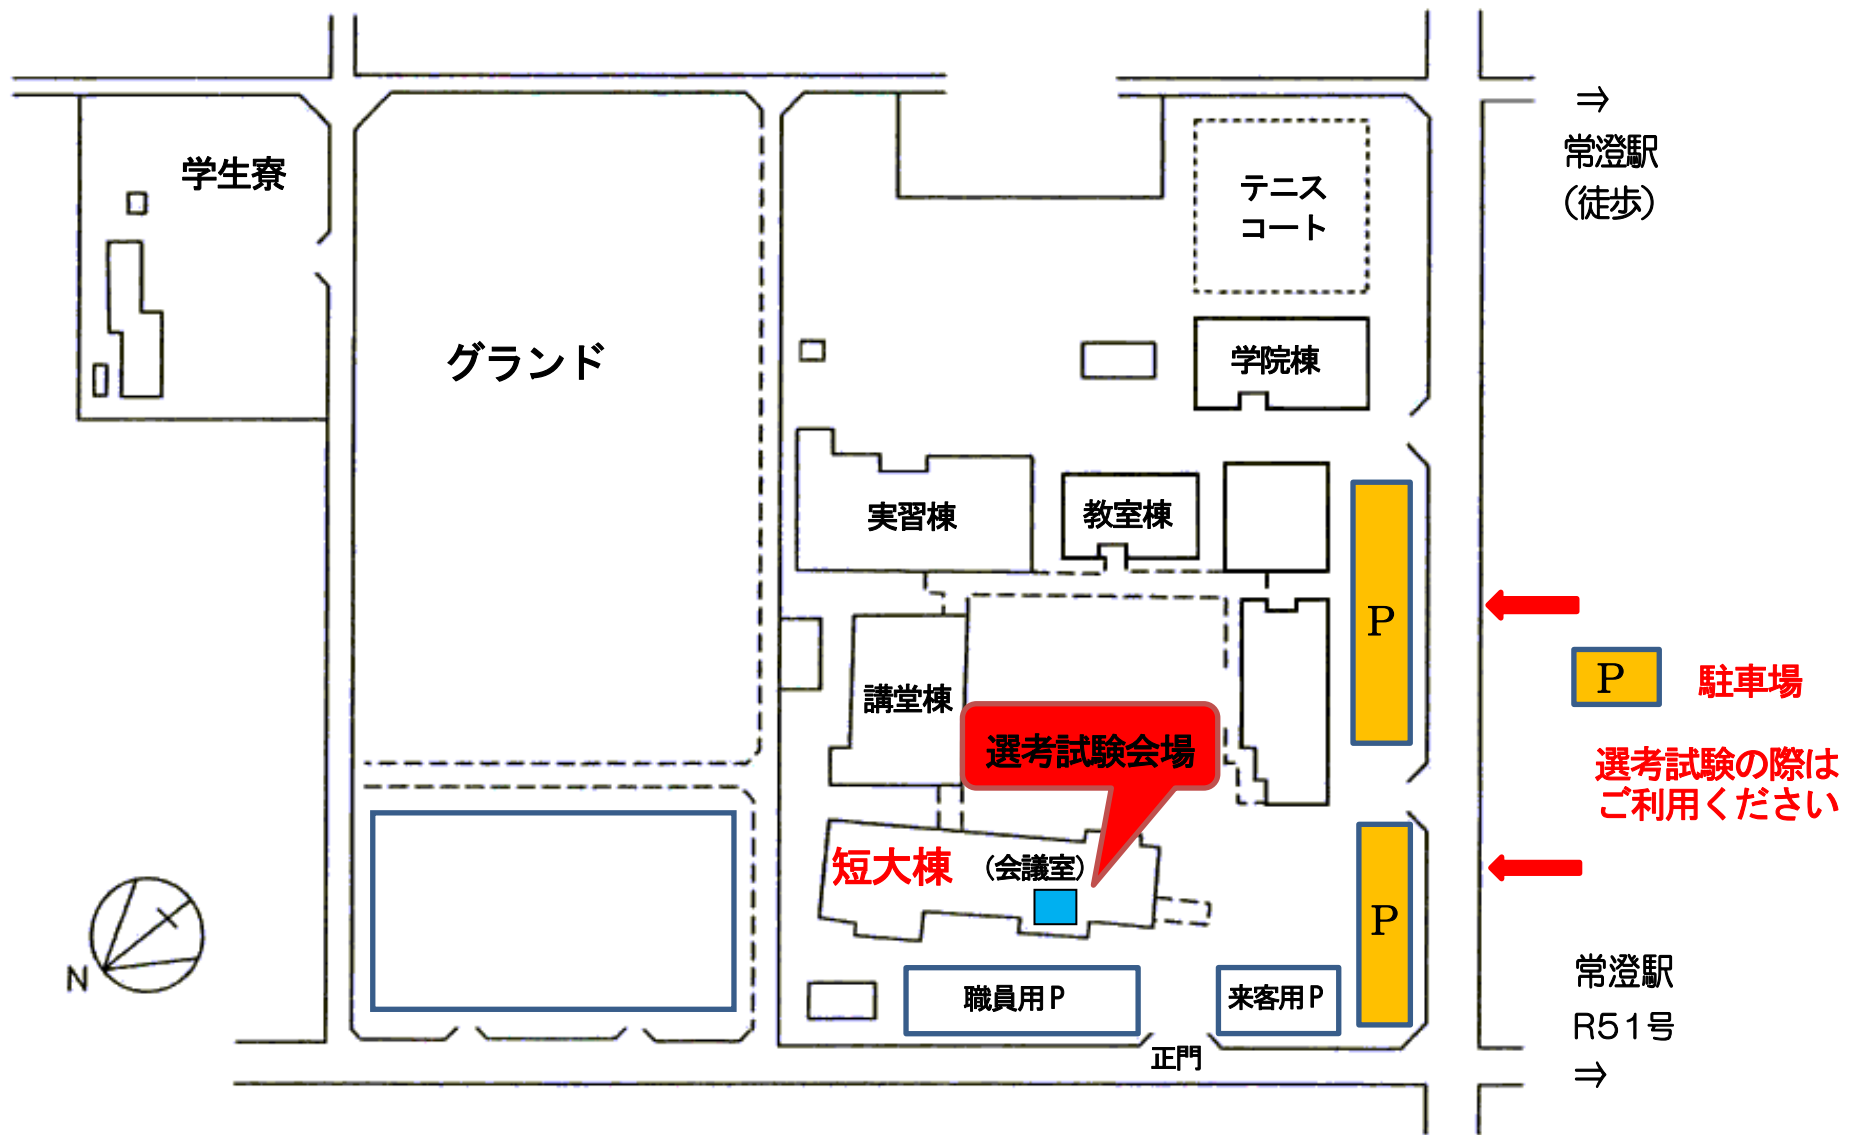 ⇒
常澄駅
(徒歩)
学生寮
テニス
コート
グランド
学院棟
実習棟
教室棟
P
P
駐車場
講堂棟
選考試験会場
選考試験の際は
ご利用ください
短大棟
(会議室)
P
N
職員用P
来客用P
正門
常澄駅
R51号
⇒